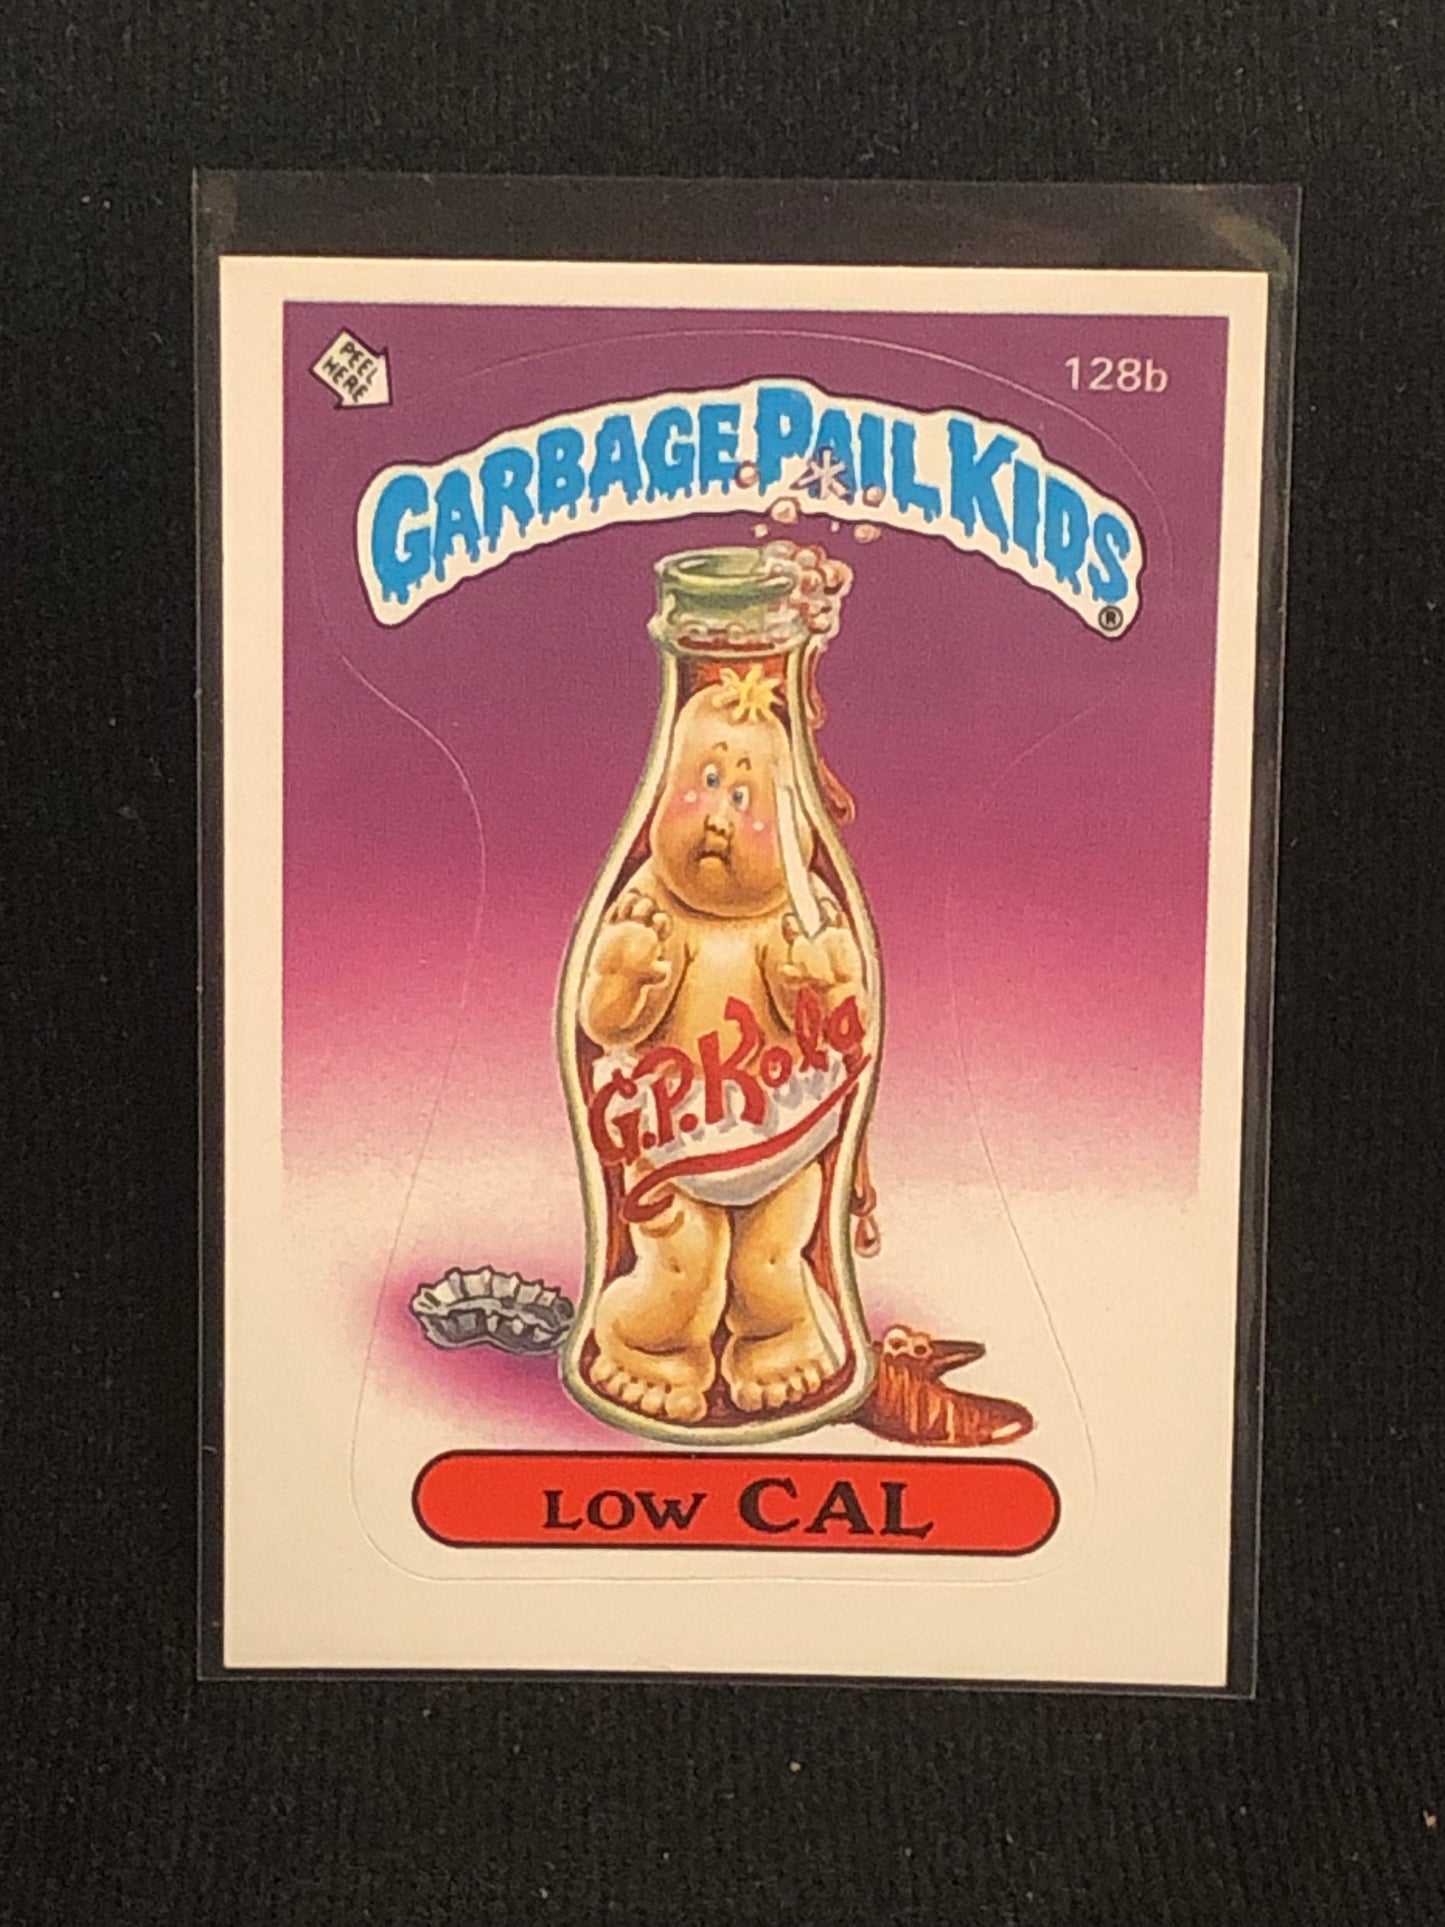 PEEL
HERE
128b
GARBAGE PAIL KIDS
®
G.P. Kola
LOW CAL